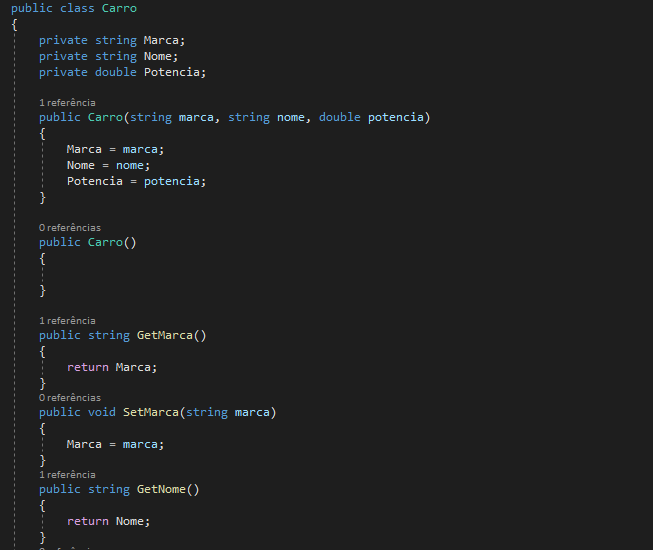 public class Carro
{
private string Marca;
private string Nome;
private double Potencia;
1 referência
public Carro(string marca, string nome, double potencia)
{
Marca = marca;
Nome = nome;
Potencia = potencia;
}
0 referências
public Carro()
{
}
1 referência
public string GetMarca()
{
return Marca;
}
0 referências
public void SetMarca(string marca)
{
Marca = marca;
}
1 referência
public string GetNome()
{
return Nome;
}